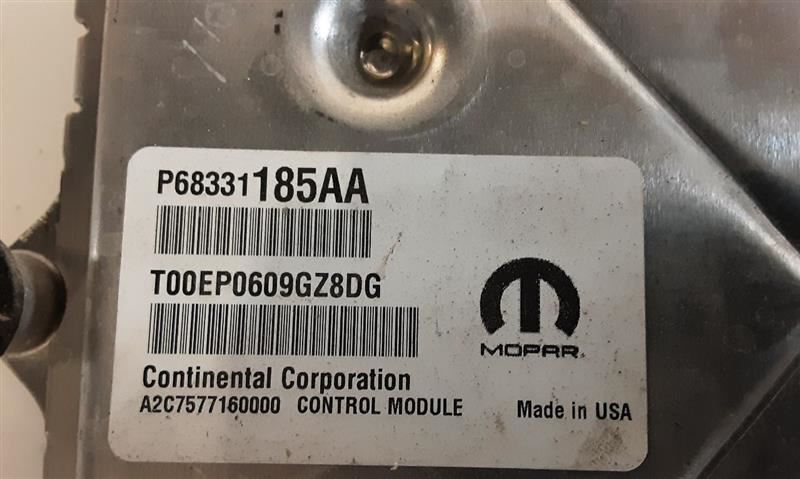 P68331185AA
T00EP0609GZ8DG
MOPAR
Continental Corporation
A2C7577160000 CONTROL MODULE Made in USA